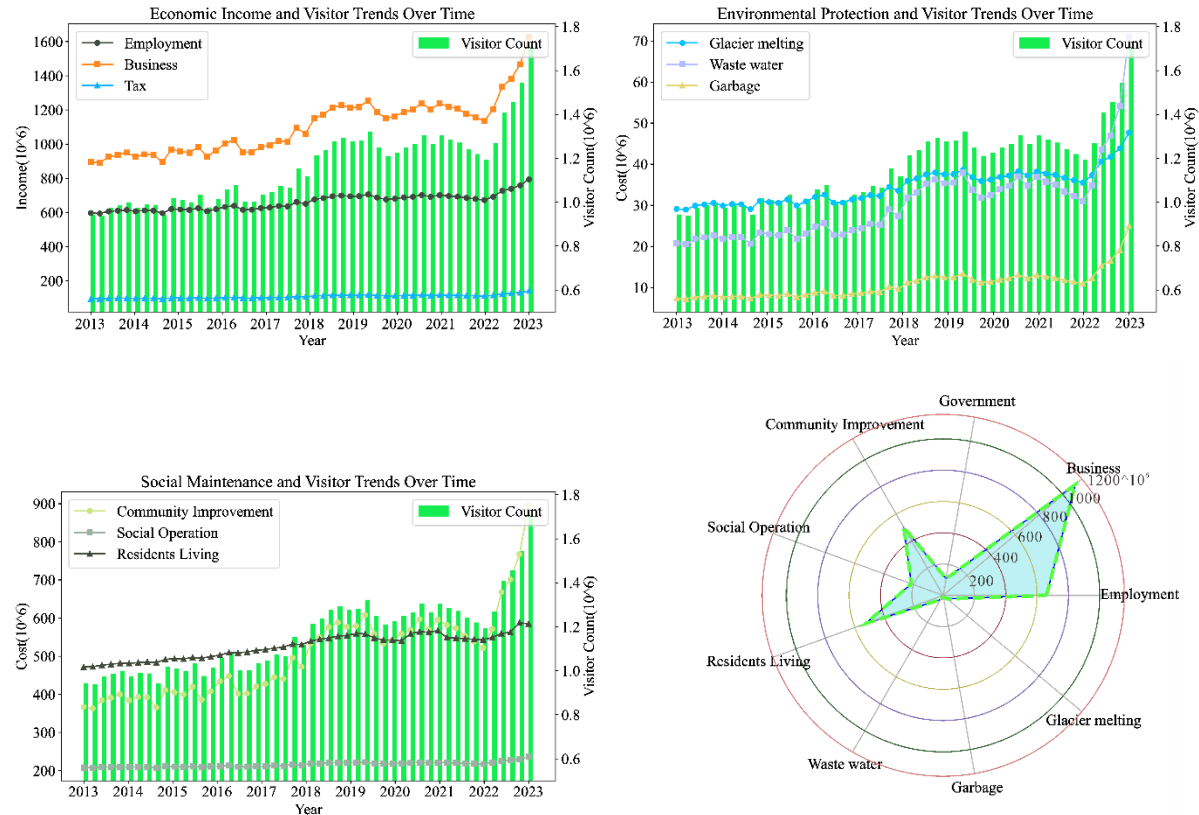 Economic Income and Visitor Trends Over Time
Employment
Business
Tax
Visitor Count
1600
1400
1200
1000
800
600
400
200
Income(10^6)
1.8
1.6
1.4
1.2
1.0
0.8
0.6
Visitor Count(10^6)
2013 2014 2015 2016 2017 2018 2019 2020 2021 2022 2023
Year
Environmental Protection and Visitor Trends Over Time
Glacier melting
Waste water
Garbage
Visitor Count
70
60
50
40
30
20
10
Cost(10^6)
1.8
1.6
1.4
1.2
1.0
0.8
0.6
Visitor Count(10^6)
2013 2014 2015 2016 2017 2018 2019 2020 2021 2022 2023
Year
Social Maintenance and Visitor Trends Over Time
Community Improvement
Social Operation
Residents Living
Visitor Count
900
800
700
600
500
400
300
200
Cost(10^6)
1.8
1.6
1.4
1.2
1.0
0.8
0.6
Visitor Count(10^6)
2013 2014 2015 2016 2017 2018 2019 2020 2021 2022 2023
Year
Government
Community Improvement
Business
1000
800
600
400
200
Social Operation
Employment
Residents Living
Glacier melting
Waste water
Garbage